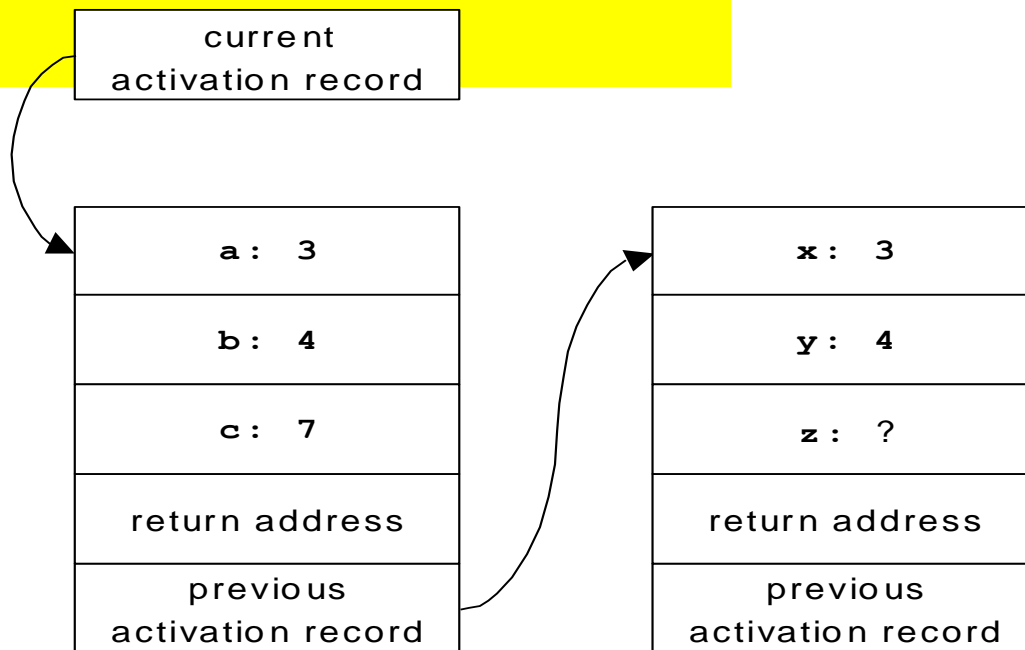 current
activation record
a: 3
b: 4
c: 7
return address
previous
activation record
x: 3
y: 4
z: ?
return address
previous
activation record